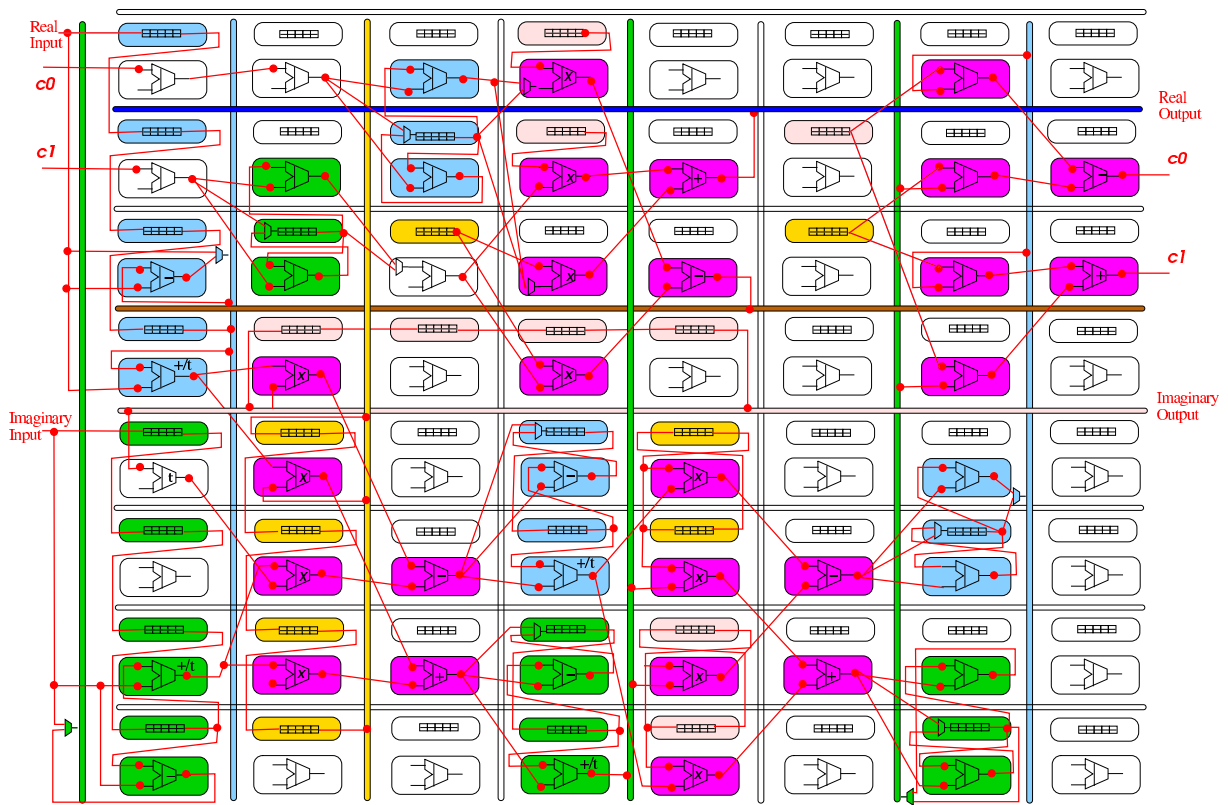 Real
Input
c0
X
Real
Output
c1
X
+
-
c0
-
X
-
+
c1
+/t
X
X
Imaginary
Input
Imaginary
Output
t
X
-
X
X
-
+/t
X
-
+/t
X
+
-
X
+
-
+/t
X